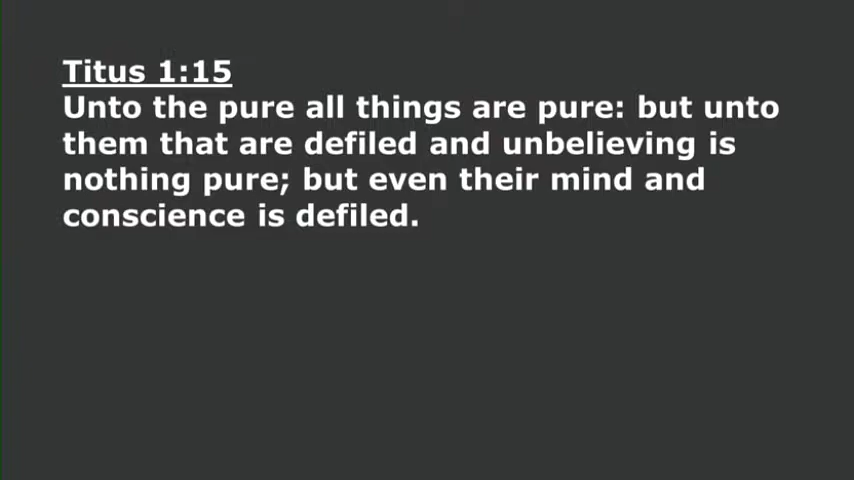 Titus 1:15
Unto the pure all things are pure: but unto
them that are defiled and unbelieving is
nothing pure; but even their mind and
conscience is defiled.